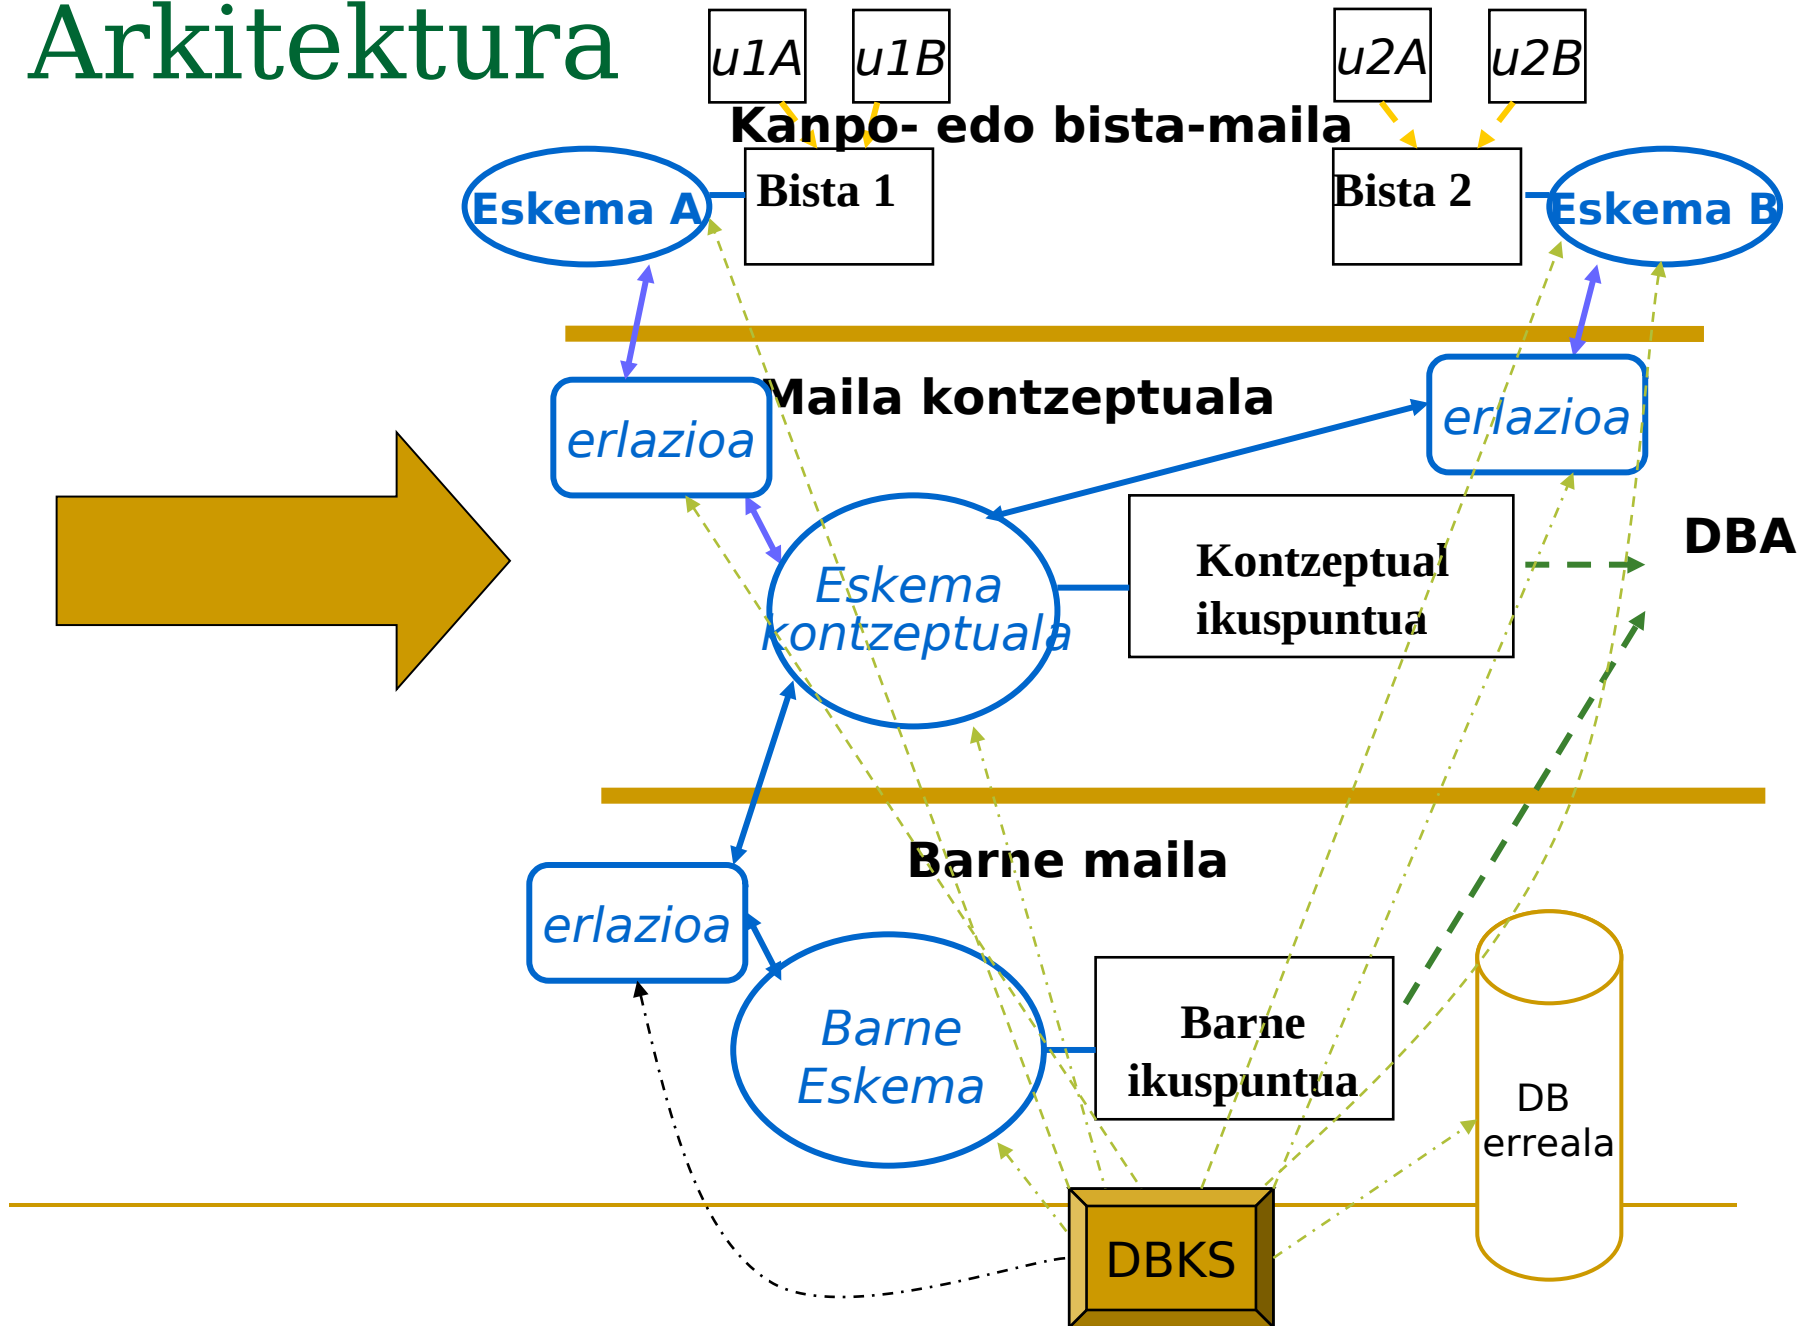 Arkitektura
u1A
u1B
u2A
u2B
Kanpo- edo bista-maila
Eskema A
Bista 1
Bista 2
Eskema B
Maila kontzeptuala
erlazioa
erlazioa
Eskema
kontzeptuala
Kontzeptual
ikuspuntua
DBA
Barne maila
erlazioa
Barne
Eskema
Barne
ikuspuntua
DB
erreala
DBKS